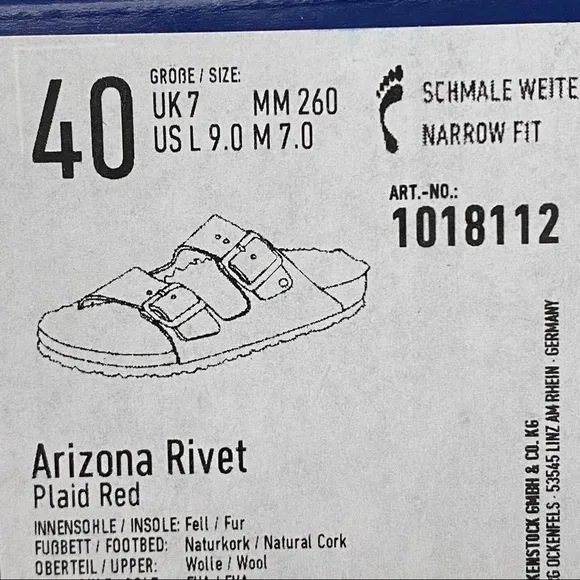 40
GRÖßE / SIZE:
UK 7 MM 260
US L 9.0 M 7.0
SCHMALE WEITE
NARROW FIT
ART.-NO.:
1018112
Arizona Rivet
Plaid Red
INNENSOHLE / INSOLE: Fell / Fur
FUßBETT / FOOTBED: Naturkork / Natural Cork
OBERTEIL / UPPER: Wolle / Wool
EVA / EVA
KENSTOCK GMBH & CO. KG
G OCKENFELS · 53545 LINZ AM RHEIN · GERMANY